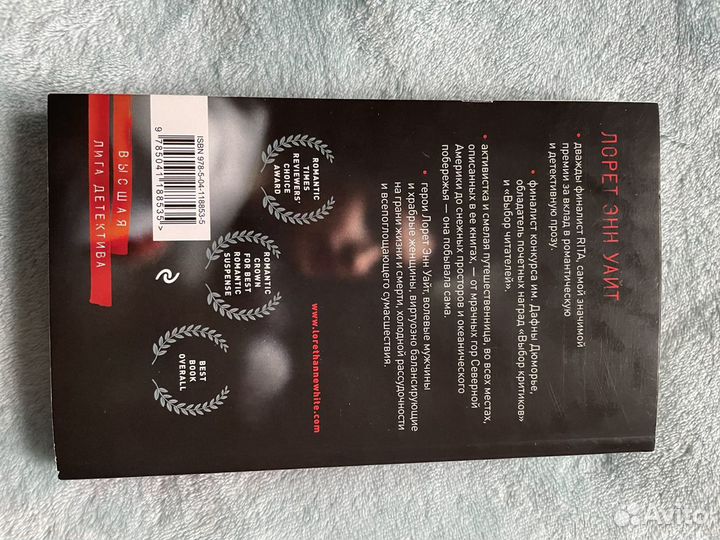 ЛОРЕТ ЭНН УАЙТ
• дважды финалист RITA, самой значимой
премии за вклад в романтическую
и детективную прозу.
• финалист конкурса им. Дафны Дюморье,
обладатель почетных наград «Выбор критиков»
и «Выбор читателей».
• активистка и смелая путешественница, во всех местах,
описанных в ее книгах, — от мрачных гор Северной
Америки до снежных просторов и океанического
побережья — она побывала сама.
• герои Лорет Энн Уайт, волевые мужчины
и храбрые женщины, виртуозно балансирующие
на грани жизни и смерти, холодной рассудочности
и всепоглощающего сумасшествия.
www.lorethannewhite.com
ROMANTIC
TIMES
REVIEWERS'
CHOICE
AWARD
ROMANTIC
CROWN
FOR BEST
ROMANTIC
SUSPENSE
BEST
BOOK
OVERALL
ISBN 978-5-04-118853-5
9 785041 188535 >
ВЫСШАЯ
ЛИГА ДЕТЕКТИВА
Avito